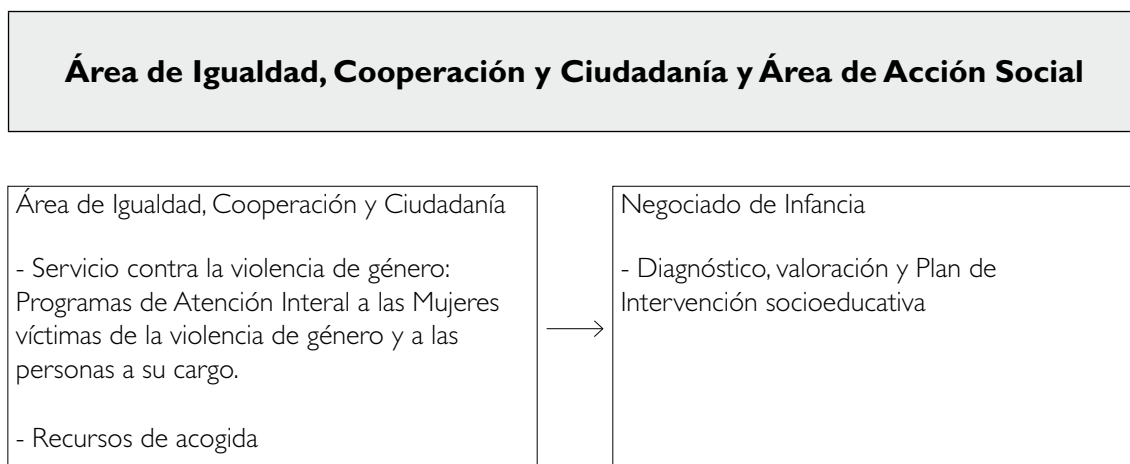 Área de Igualdad, Cooperación y Ciudadanía y Área de Acción Social
Área de Igualdad, Cooperación y Ciudadanía
- Servicio contra la violencia de género:
Programas de Atención Interal a las Mujeres
víctimas de la violencia de género y a las
personas a su cargo.
- Recursos de acogida
Negociado de Infancia
- Diagnóstico, valoración y Plan de
Intervención socioeducativa